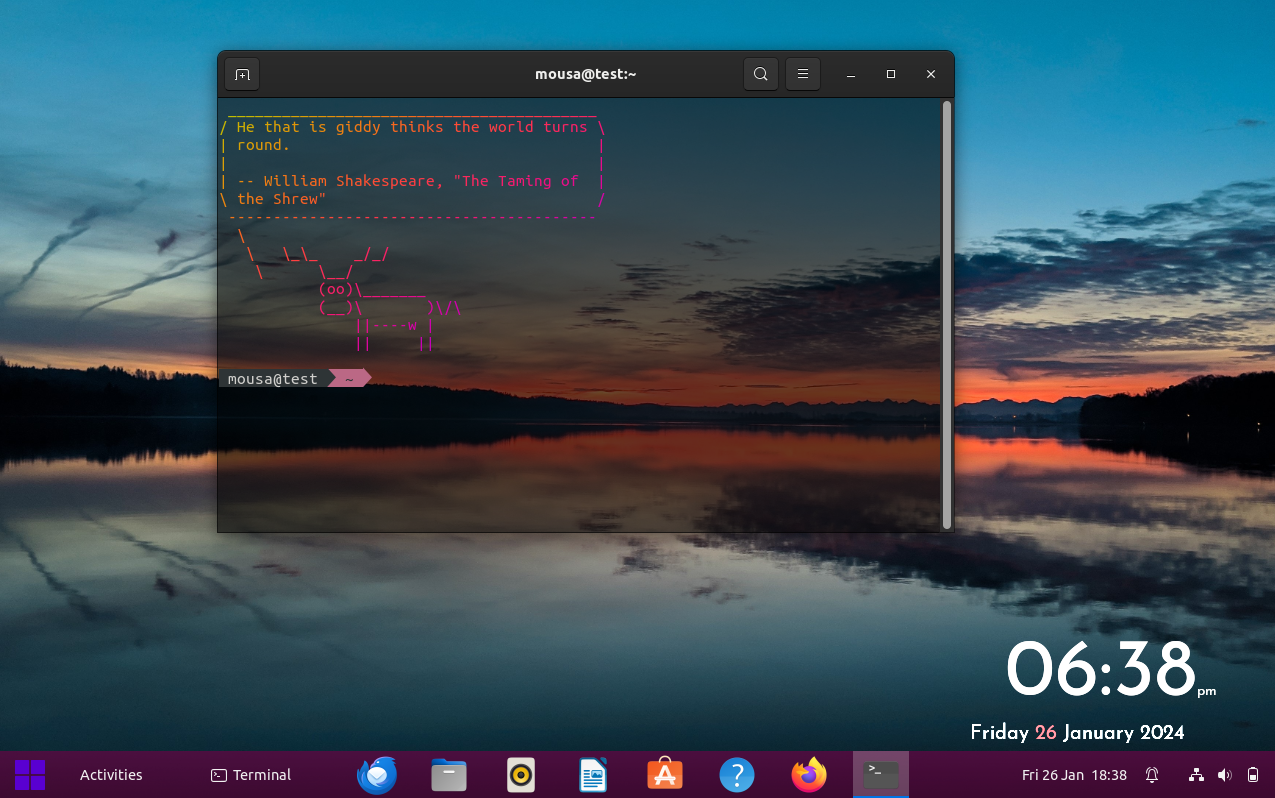 mousa@test:~
 _________________________________________
/ He that is giddy thinks the world turns \
| round.                                  |
|                                         |
| -- William Shakespeare, "The Taming of  |
\ the Shrew"                              /
 -----------------------------------------
  \
   \   \_\_    _/_/
    \      \__/
           (oo)\_______
           (__)\       )\/\
               ||----w |
               ||     ||
mousa@test ~
06:38 pm
Friday 26 January 2024
Activities
Terminal
>_
Fri 26 Jan 18:38